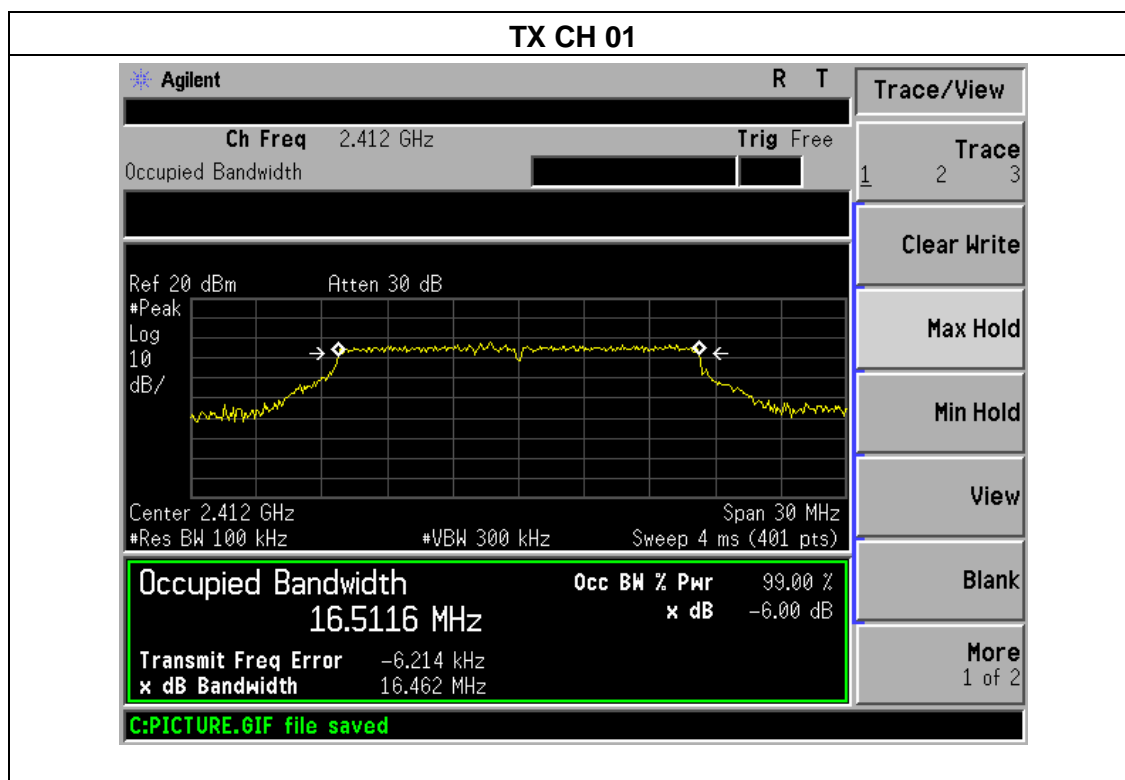 TX CH 01
Agilent R T
Trace/View
Ch Freq 2.412 GHz Trig Free
Occupied Bandwidth
Trace
1 2 3
Clear Write
Ref 20 dBm Atten 30 dB
#Peak
Log
10
dB/
Max Hold
Min Hold
View
Center 2.412 GHz Span 30 MHz
#Res BW 100 kHz #VBW 300 kHz Sweep 4 ms (401 pts)
Occupied Bandwidth Occ BW % Pwr 99.00 %
16.5116 MHz x dB -6.00 dB
Blank
Transmit Freq Error -6.214 kHz
x dB Bandwidth 16.462 MHz
More
1 of 2
C:PICTURE.GIF file saved